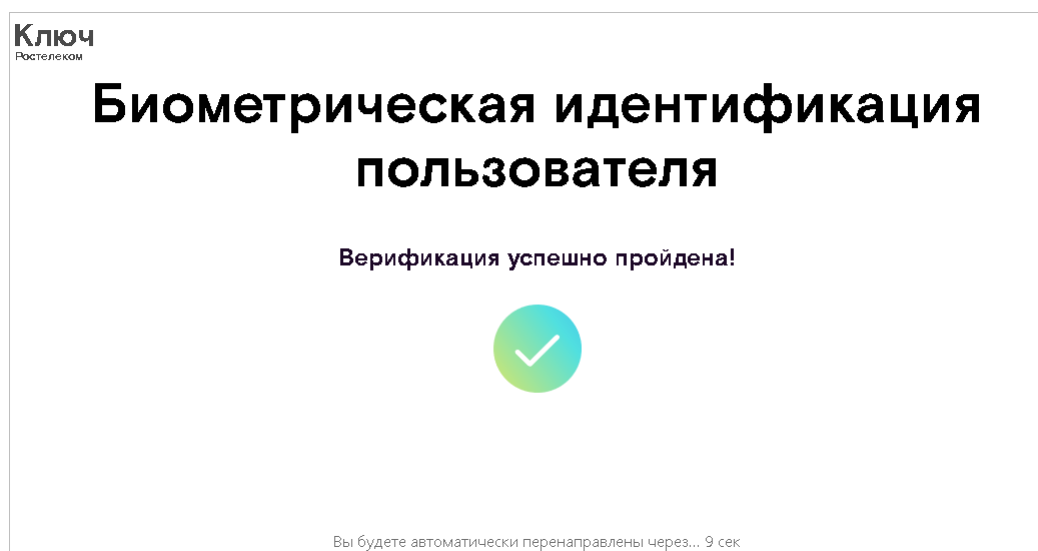 Ключ
Ростелеком
Биометрическая идентификация
пользователя
Верификация успешно пройдена!
Вы будете автоматически перенаправлены через... 9 сек